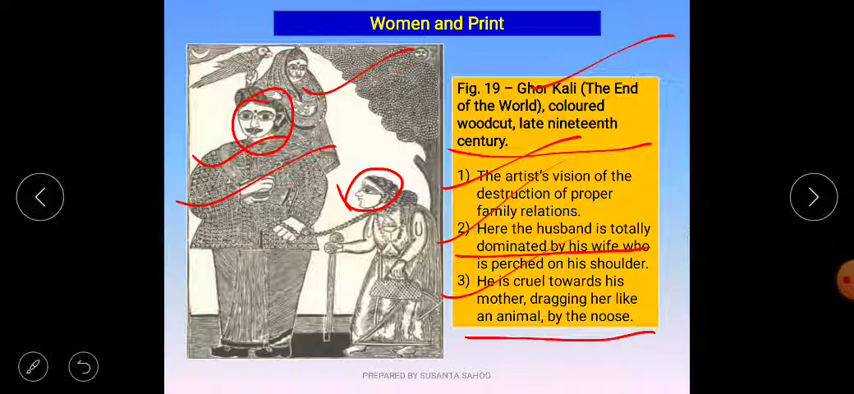 Women and Print
Fig. 19 – Ghor Kali (The End
of the World), coloured
woodcut, late nineteenth
century.
1) The artist's vision of the
destruction of proper
family relations.
2) Here the husband is totally
dominated by his wife who
is perched on his shoulder.
3) He is cruel towards his
mother, dragging her like
an animal, by the noose.
PREPARED BY SUSANTA SAHOO